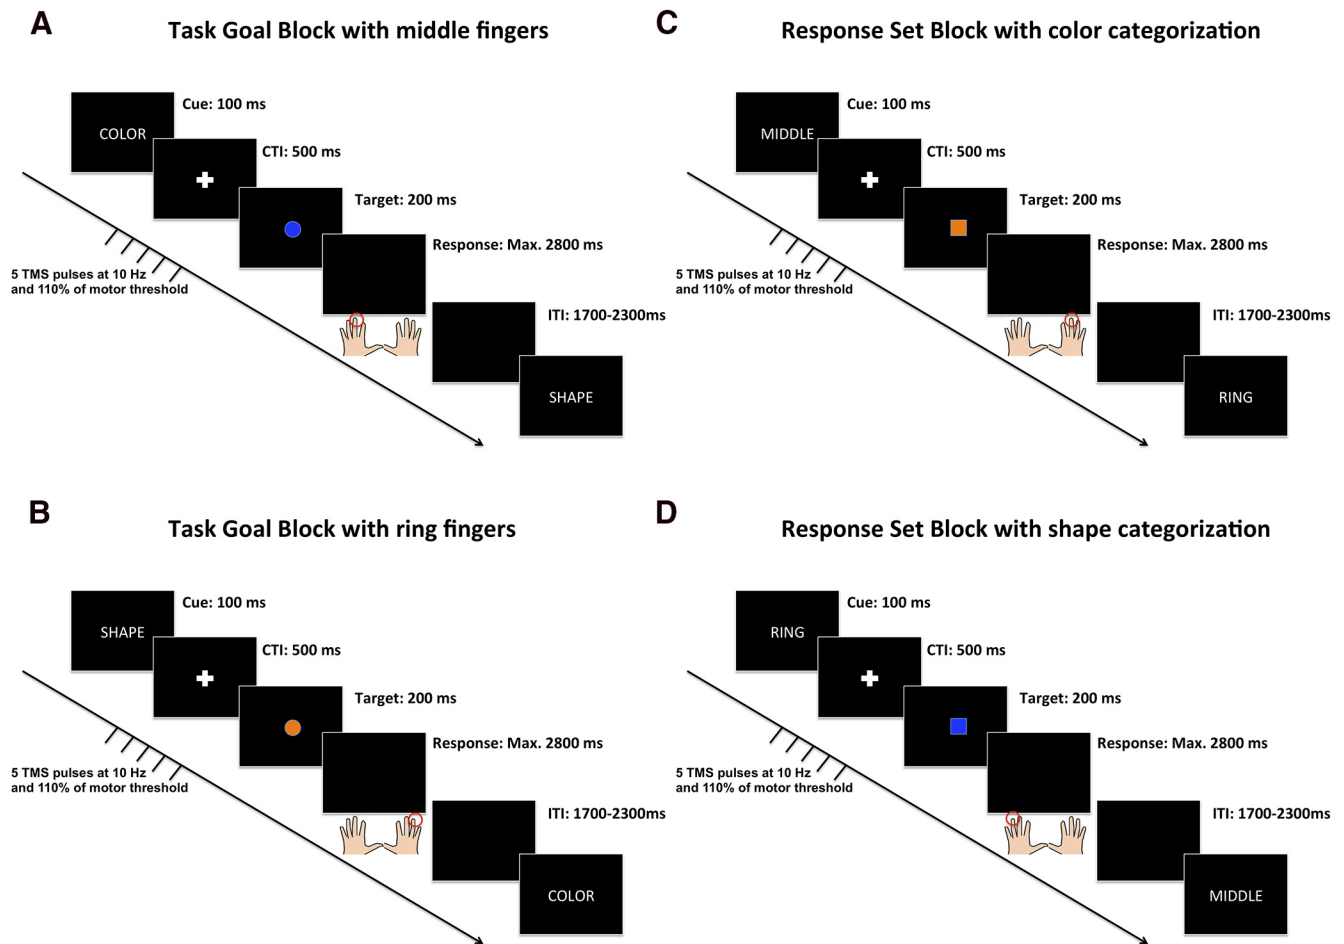 A
Task Goal Block with middle fingers
COLOR
Cue: 100 ms
CTI: 500 ms
Target: 200 ms
Response: Max. 2800 ms
5 TMS pulses at 10 Hz
and 110% of motor threshold
ITI: 1700-2300ms
SHAPE
C
Response Set Block with color categorization
MIDDLE
Cue: 100 ms
CTI: 500 ms
Target: 200 ms
Response: Max. 2800 ms
5 TMS pulses at 10 Hz
and 110% of motor threshold
ITI: 1700-2300ms
RING
B
Task Goal Block with ring fingers
SHAPE
Cue: 100 ms
CTI: 500 ms
Target: 200 ms
Response: Max. 2800 ms
5 TMS pulses at 10 Hz
and 110% of motor threshold
ITI: 1700-2300ms
COLOR
D
Response Set Block with shape categorization
RING
Cue: 100 ms
CTI: 500 ms
Target: 200 ms
Response: Max. 2800 ms
5 TMS pulses at 10 Hz
and 110% of motor threshold
ITI: 1700-2300ms
MIDDLE